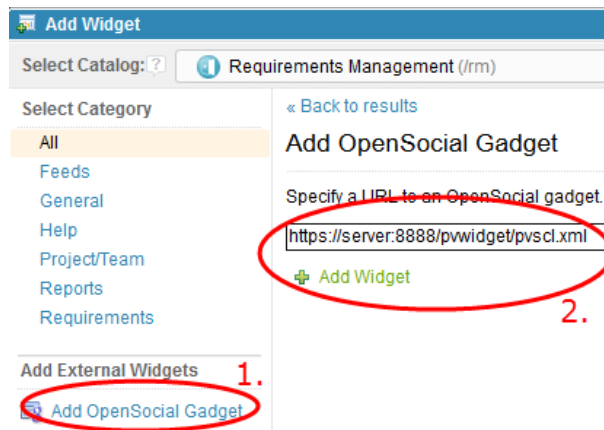 Add Widget
Select Catalog: ? Requirements Management (/rm)
Select Category
All
Feeds
General
Help
Project/Team
Reports
Requirements
Add External Widgets
1.
Add OpenSocial Gadget
« Back to results
Add OpenSocial Gadget
Specify a URL to an OpenSocial gadget.
https://server:8888/pvwidget/pvscl.xml
Add Widget
2.